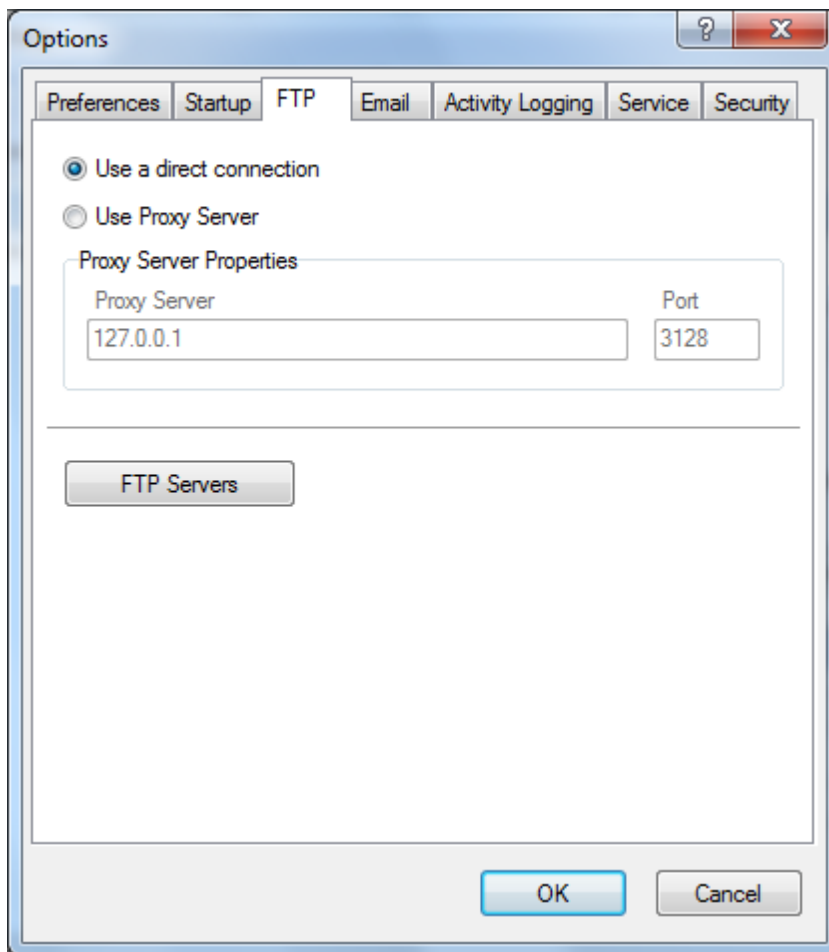 Options
Preferences Startup FTP Email Activity Logging Service Security
Use a direct connection
Use Proxy Server
Proxy Server Properties
Proxy Server Port
127.0.0.1 3128
FTP Servers
OK Cancel